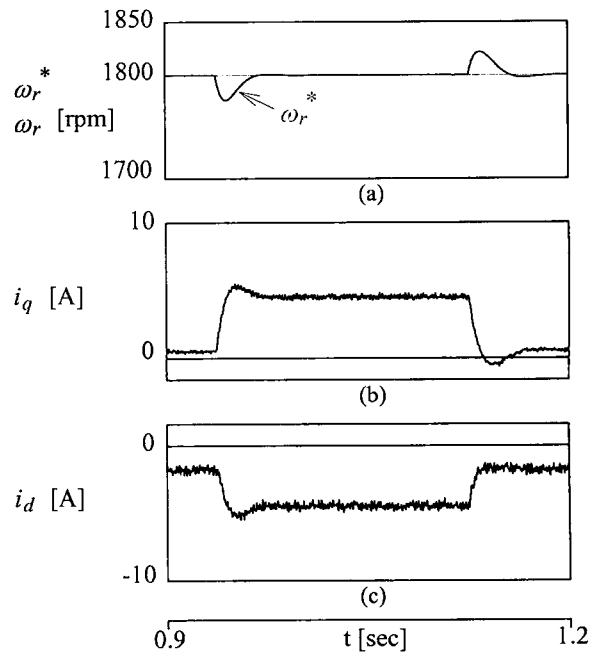 1850
1800
ω_r^*
ω_r [rpm]
ω_r^*
1700
(a)
10
i_q [A]
0
(b)
0
i_d [A]
-10
(c)
0.9 t [sec] 1.2